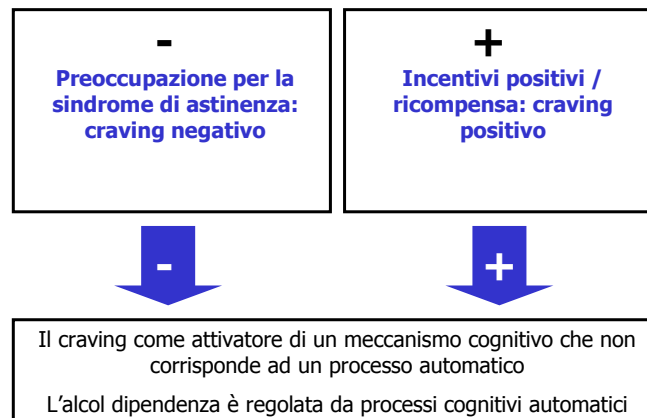 -
Preoccupazione per la
sindrome di astinenza:
craving negativo
+
Incentivi positivi /
ricompensa: craving
positivo
-
+
Il craving come attivatore di un meccanismo cognitivo che non
corrisponde ad un processo automatico
L'alcol dipendenza è regolata da processi cognitivi automatici